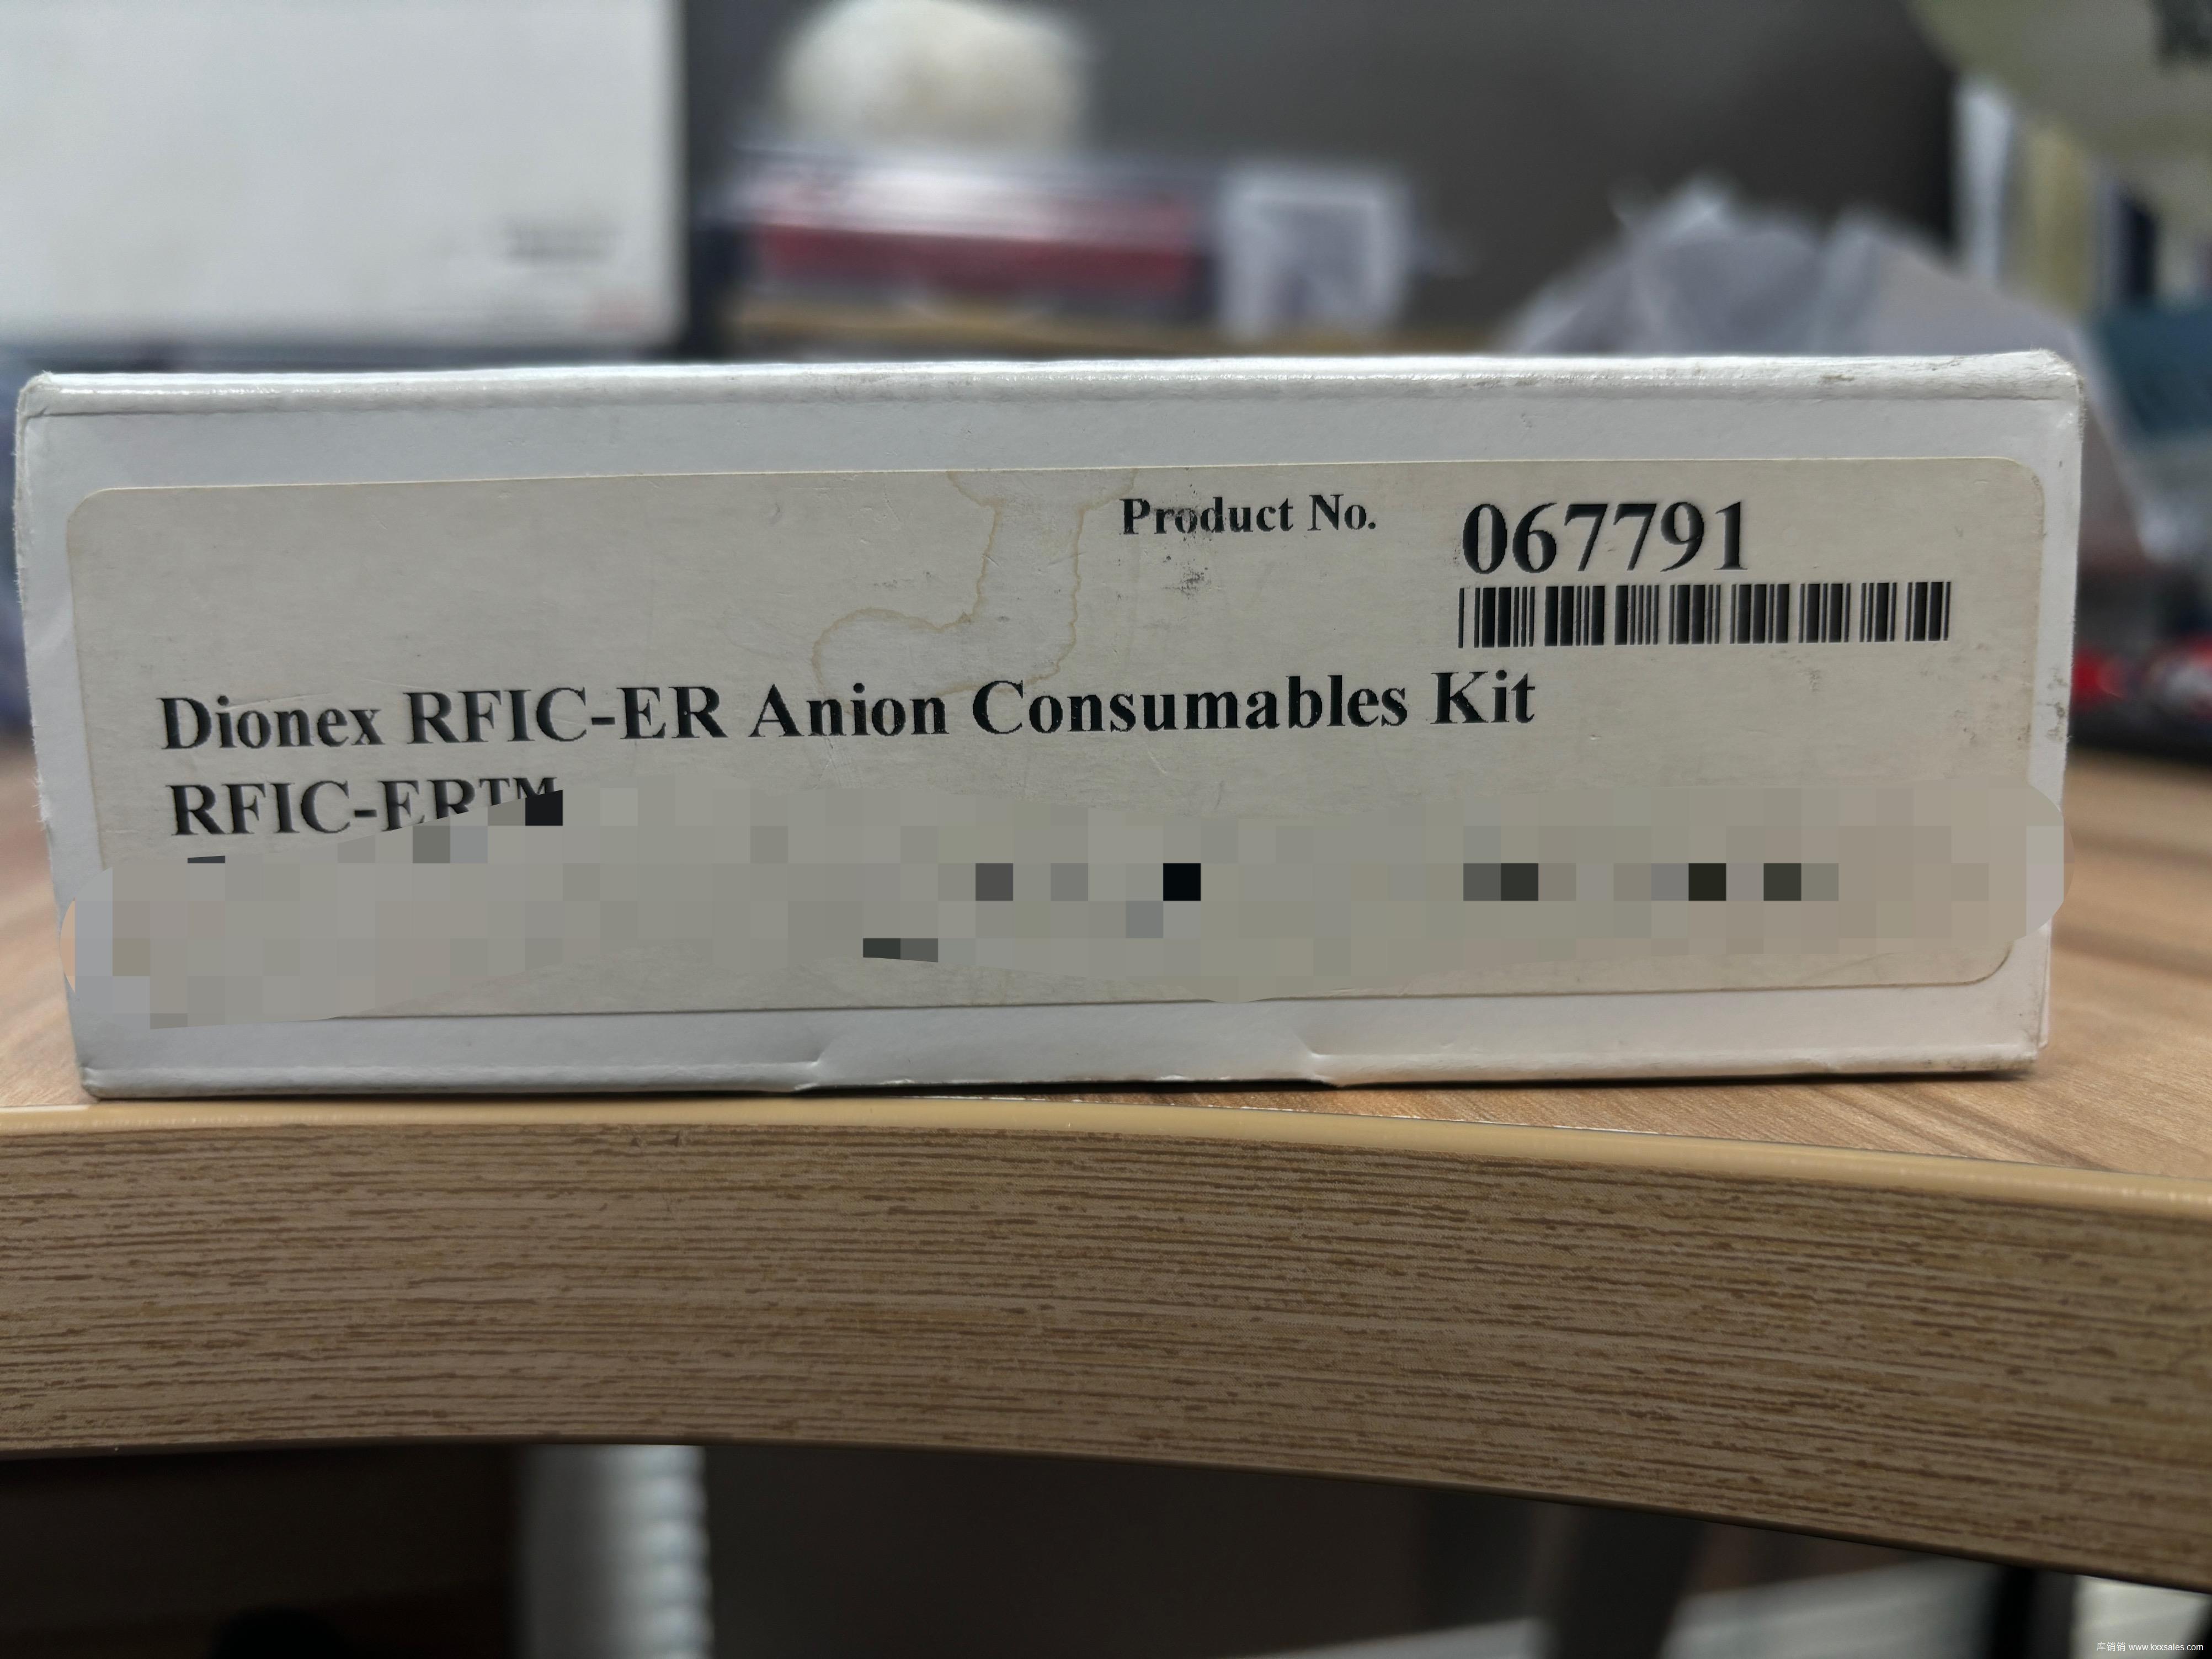 Product No. 067791
Dionex RFIC-ER Anion Consumables Kit
RFIC-ER™
库销销 www.kxxsales.com